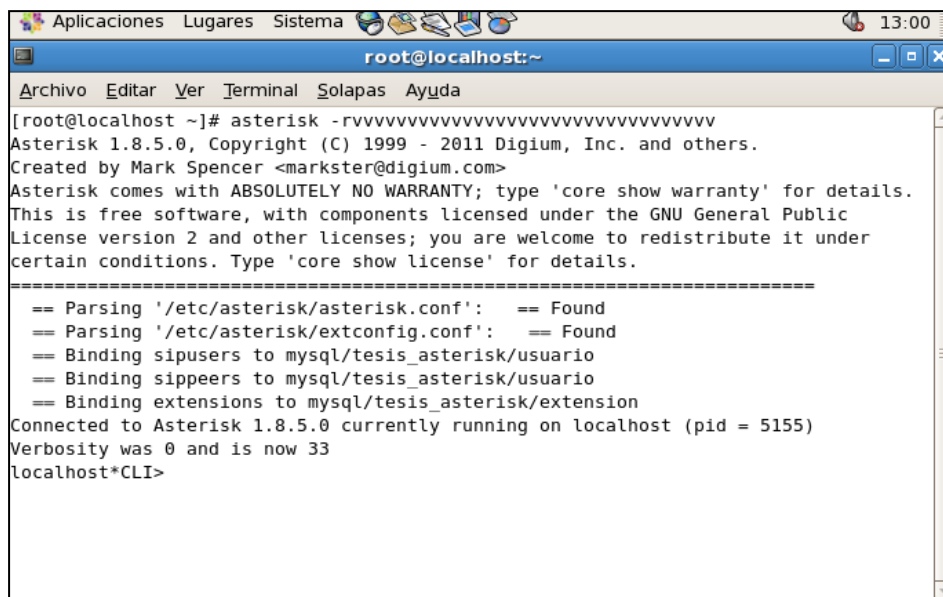 Aplicaciones Lugares Sistema 13:00
root@localhost:~
Archivo Editar Ver Terminal Solapas Ayuda
[root@localhost ~]# asterisk -rvvvvvvvvvvvvvvvvvvvvvvvvvvvvvvvvv
Asterisk 1.8.5.0, Copyright (C) 1999 - 2011 Digium, Inc. and others.
Created by Mark Spencer <markster@digium.com>
Asterisk comes with ABSOLUTELY NO WARRANTY; type 'core show warranty' for details.
This is free software, with components licensed under the GNU General Public
License version 2 and other licenses; you are welcome to redistribute it under
certain conditions. Type 'core show license' for details.
=========================================================================
  == Parsing '/etc/asterisk/asterisk.conf':   == Found
  == Parsing '/etc/asterisk/extconfig.conf':   == Found
  == Binding sipusers to mysql/tesis_asterisk/usuario
  == Binding sippeers to mysql/tesis_asterisk/usuario
  == Binding extensions to mysql/tesis_asterisk/extension
Connected to Asterisk 1.8.5.0 currently running on localhost (pid = 5155)
Verbosity was 0 and is now 33
localhost*CLI>